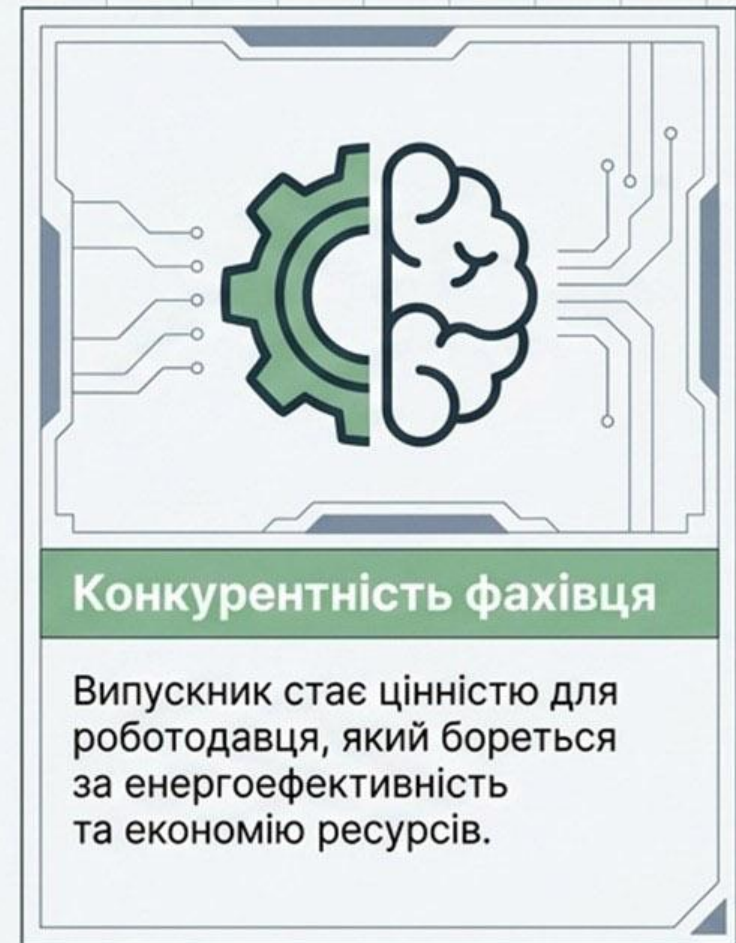 Конкурентність фахівця
Випускник стає цінністю для
роботодавця, який бореться
за енергоефективність
та економію ресурсів.